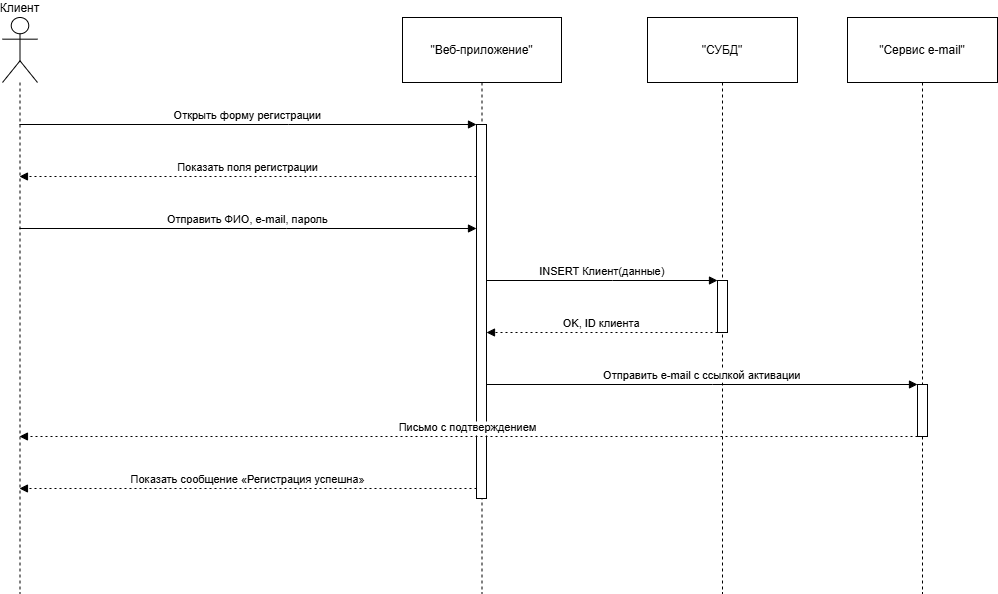 Клиент
"Веб-приложение"
"СУБД"
"Сервис e-mail"
Открыть форму регистрации
Показать поля регистрации
Отправить ФИО, e-mail, пароль
INSERT Клиент(данные)
OK, ID клиента
Отправить e-mail с ссылкой активации
Письмо с подтверждением
Показать сообщение «Регистрация успешна»